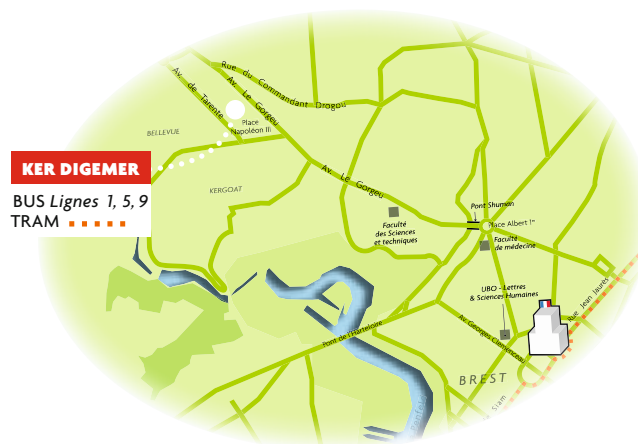 Rue du Commandant Drogou
Av. de Tarente
Av. Le Gorgeu
Place
Napoléon III
BELLEVUE
KER DIGEMER
BUS Lignes 1, 5, 9
TRAM
KERGOAT
Av. Le Gorgeu
Faculté
des Sciences
et techniques
Pont Shuman
Place Albert 1er
Faculté
de médecine
UBO - Lettres
& Sciences Humaines
Rue Jean Jaurès
Av. Georges Clemenceau
Pont de l'Harteloire
BREST
Siam